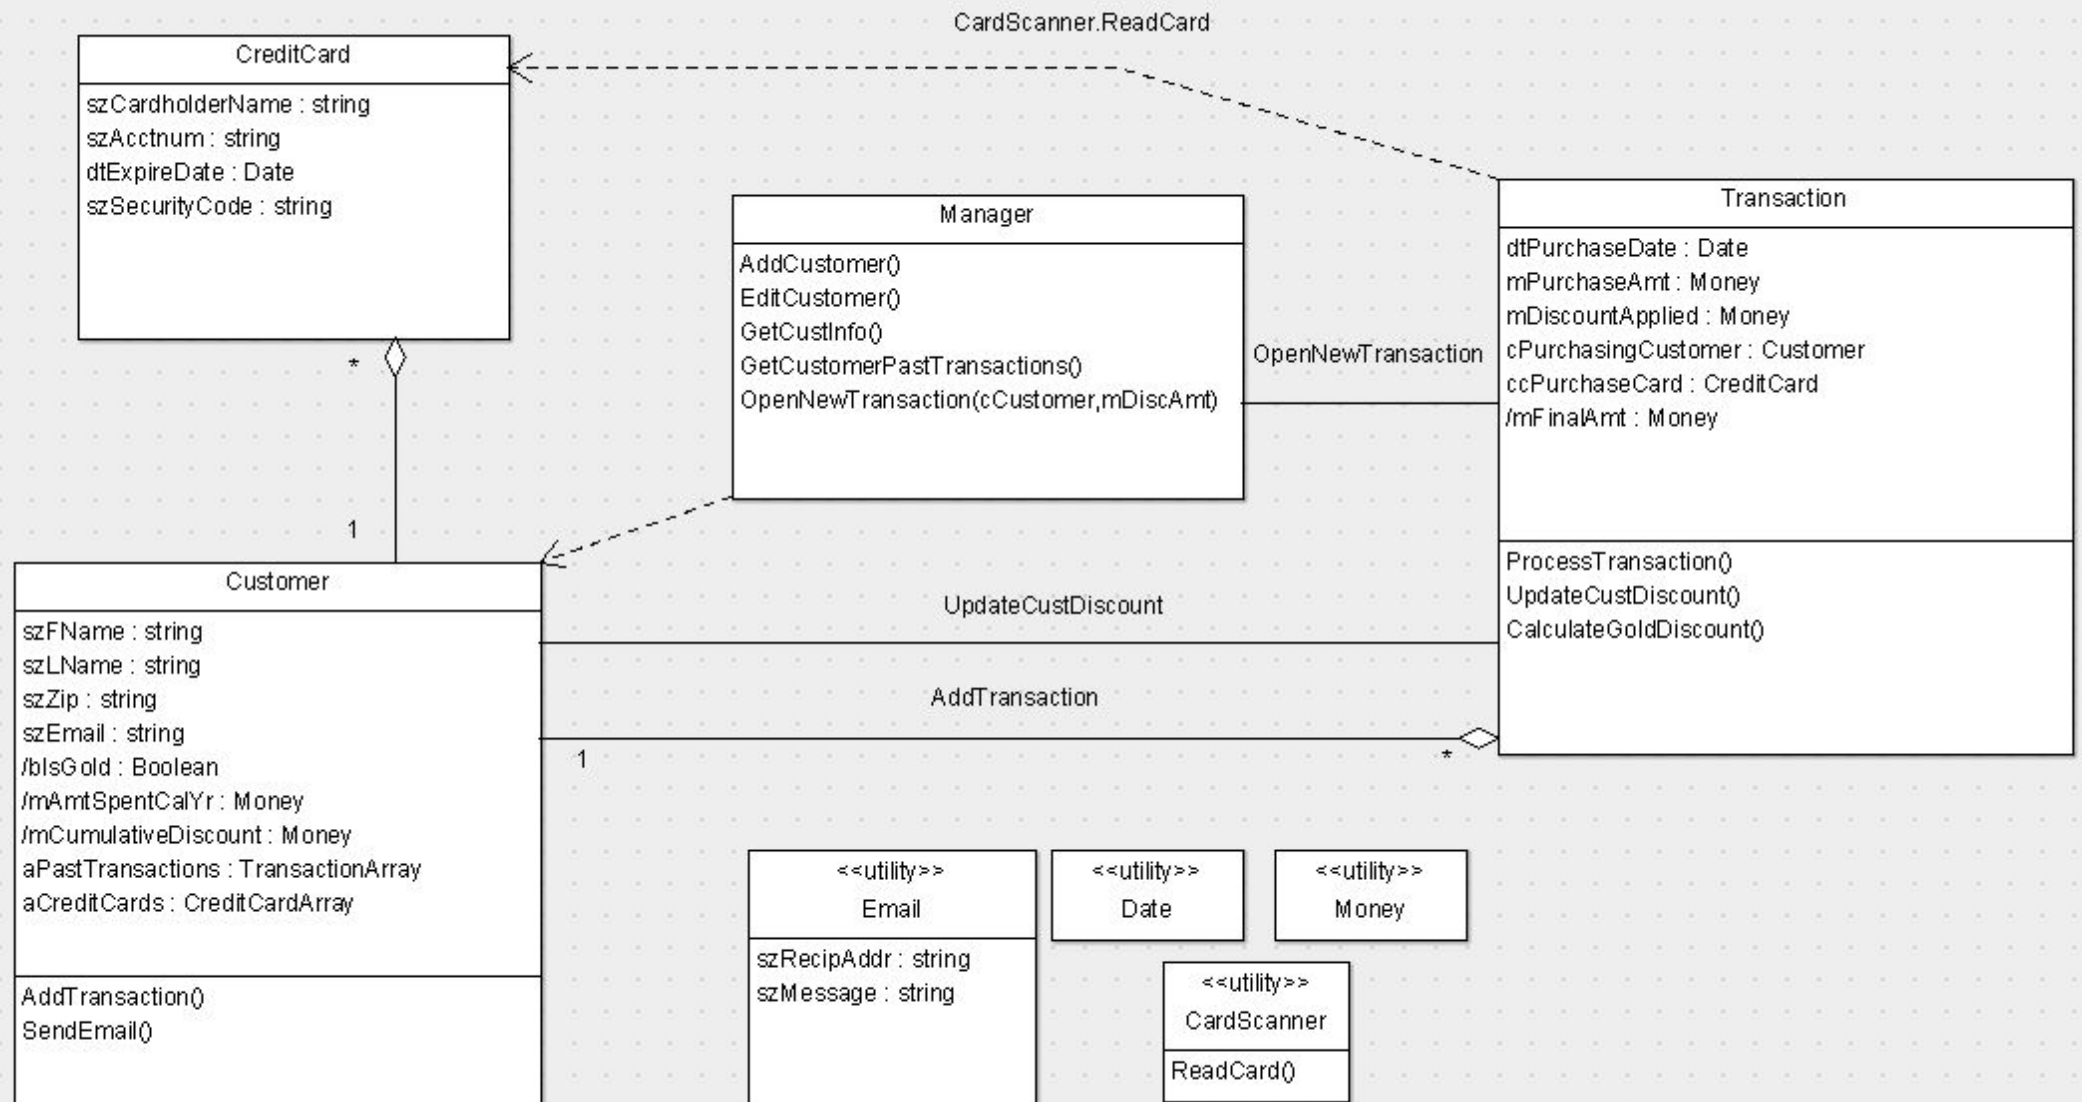 CardScanner.ReadCard
CreditCard
szCardholderName : string
szAcctnum : string
dtExpireDate : Date
szSecurityCode : string
*
1
Manager
AddCustomer()
EditCustomer()
GetCustInfo()
GetCustomerPastTransactions()
OpenNewTransaction(cCustomer,mDiscAmt)
OpenNewTransaction
Transaction
dtPurchaseDate : Date
mPurchaseAmt : Money
mDiscountApplied : Money
cPurchasingCustomer : Customer
ccPurchaseCard : CreditCard
/mFinalAmt : Money
ProcessTransaction()
UpdateCustDiscount()
CalculateGoldDiscount()
Customer
szFName : string
szLName : string
szZip : string
szEmail : string
/bIsGold : Boolean
/mAmtSpentCalYr : Money
/mCumulativeDiscount : Money
aPastTransactions : TransactionArray
aCreditCards : CreditCardArray
AddTransaction()
SendEmail()
UpdateCustDiscount
AddTransaction
1
*
<<utility>>
Email
szRecipAddr : string
szMessage : string
<<utility>>
Date
<<utility>>
Money
<<utility>>
CardScanner
ReadCard()